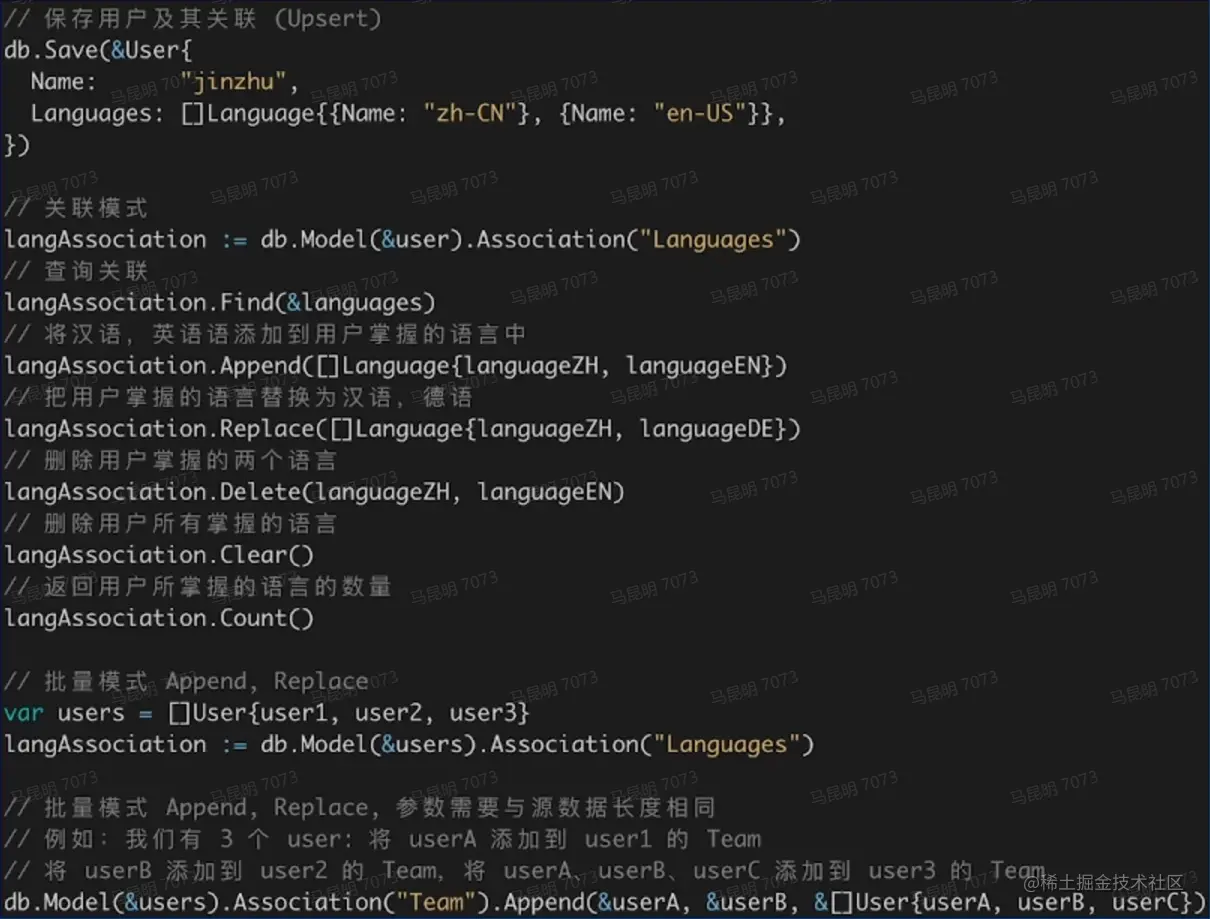 // 保存用户及其关联 (Upsert)
db.Save(&User{
  Name:      "jinzhu",
  Languages: []Language{{Name: "zh-CN"}, {Name: "en-US"}},
})

// 关联模式
langAssociation := db.Model(&user).Association("Languages")
// 查询关联
langAssociation.Find(&languages)
// 将汉语，英语语添加到用户掌握的语言中
langAssociation.Append([]Language{languageZH, languageEN})
// 把用户掌握的语言替换为汉语，德语
langAssociation.Replace([]Language{languageZH, languageDE})
// 删除用户掌握的两个语言
langAssociation.Delete(languageZH, languageEN)
// 删除用户所有掌握的语言
langAssociation.Clear()
// 返回用户所掌握的语言的数量
langAssociation.Count()

// 批量模式 Append, Replace
var users = []User{user1, user2, user3}
langAssociation := db.Model(&users).Association("Languages")

// 批量模式 Append, Replace，参数需要与源数据长度相同
// 例如：我们有 3 个 user：将 userA 添加到 user1 的 Team
// 将 userB 添加到 user2 的 Team，将 userA、userB、userC 添加到 user3 的 Team
db.Model(&users).Association("Team").Append(&userA, &userB, &[]User{userA, userB, userC})
@稀土掘金技术社区
马昆明 7073